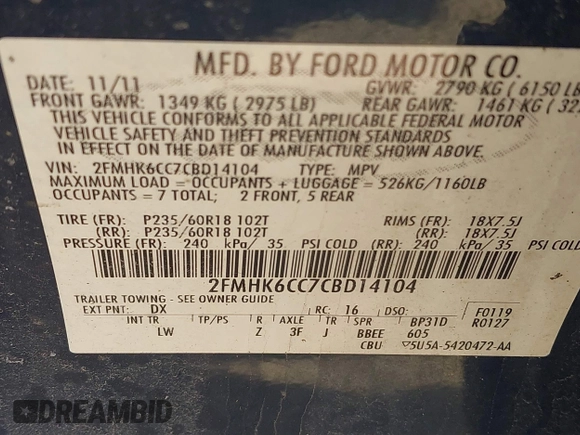 MFD. BY FORD MOTOR CO.
DATE: 11/11 GVWR: 2790 KG ( 6150 LB
FRONT GAWR: 1349 KG ( 2975 LB) REAR GAWR: 1461 KG ( 32
THIS VEHICLE CONFORMS TO ALL APPLICABLE FEDERAL MOTOR
VEHICLE SAFETY AND THEFT PREVENTION STANDARDS
IN EFFECT ON THE DATE OF MANUFACTURE SHOWN ABOVE.
VIN: 2FMHK6CC7CBD14104 TYPE: MPV
MAXIMUM LOAD = OCCUPANTS + LUGGAGE = 526KG/1160LB
OCCUPANTS = 7 TOTAL; 2 FRONT, 5 REAR
TIRE (FR): P235/60R18 102T RIMS (FR): 18X7.5J
(RR): P235/60R18 102T (RR): 18X7.5J
PRESSURE (FR): 240 kPa/ 35 PSI COLD (RR): 240 kPa/ 35 PSI COLD
2FMHK6CC7CBD14104
TRAILER TOWING - SEE OWNER GUIDE
EXT PNT: DX RC: 16 DSO: F0119
INT TR TP/PS R AXLE TR SPR BP31D R0127
LW Z 3F J BBEE 605
CBU 5U5A-5420472-AA
DREAMBID